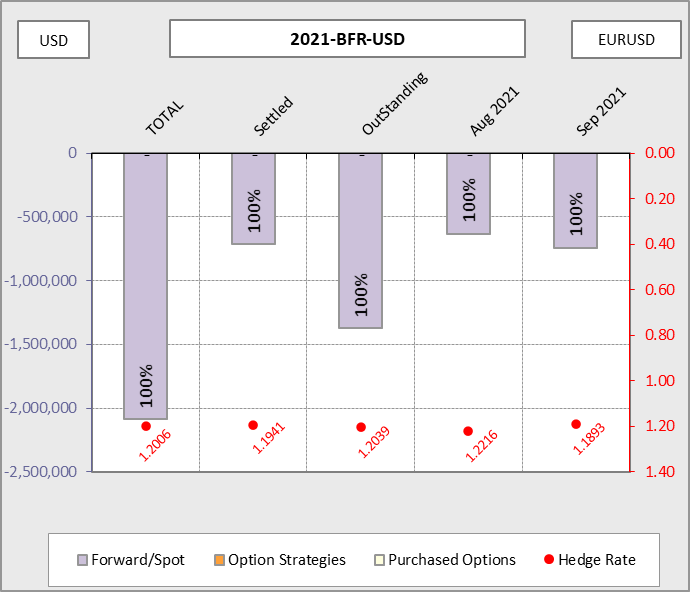 USD
2021-BFR-USD
EURUSD
TOTAL
Settled
OutStanding
Aug 2021
Sep 2021
0
-500,000
-1,000,000
-1,500,000
-2,000,000
-2,500,000
-
-
-
-
100%
100%
100%
100%
100%
1.2006
1.1941
1.2039
1.2216
1.1893
0.00
0.20
0.40
0.60
0.80
1.00
1.20
1.40
Forward/Spot
Option Strategies
Purchased Options
Hedge Rate